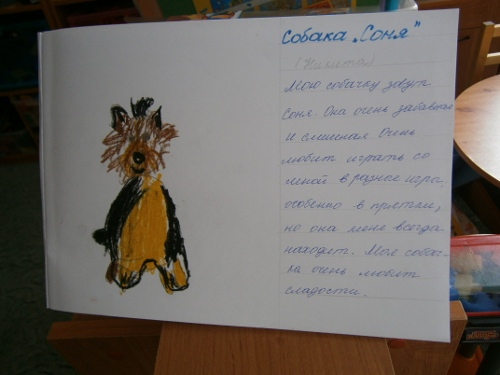 Собака „Соня"
(Никита)
Мою собачку зовут
Соня. Она очень забавная
и смешная. Очень
любит играть со
мной в разные игры,
особенно в прятки,
но она меня всегда
находит. Моя собач-
ка очень любит
сладости.